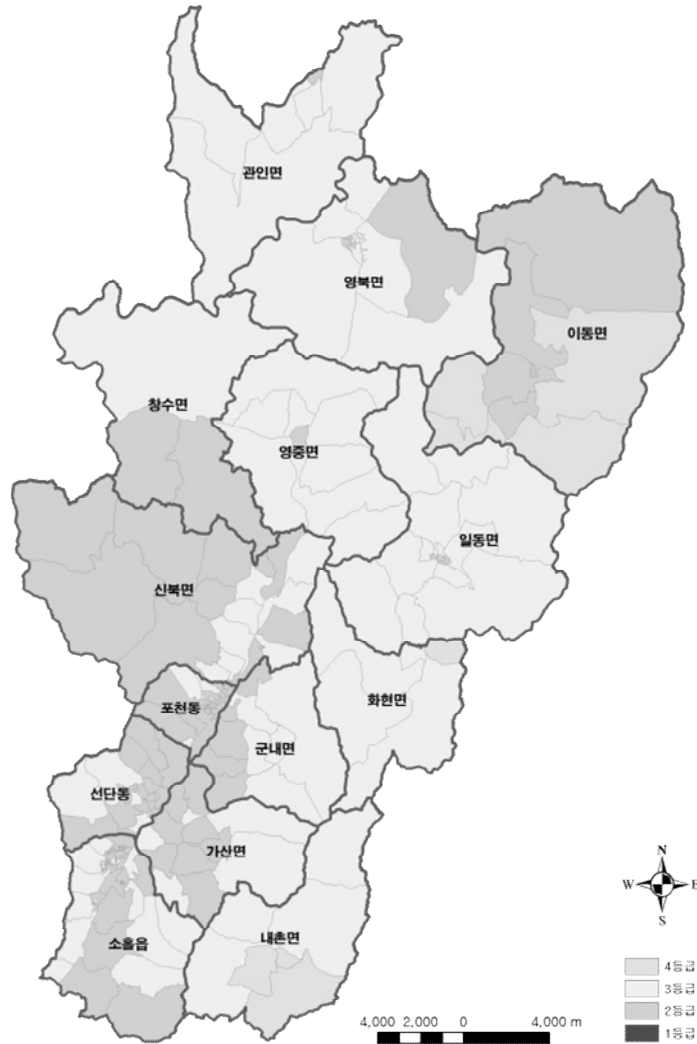 관인면
영북면
이동면
창수면
영중면
일동면
신북면
화현면
포천동
군내면
선단동
가산면
내촌면
소흘읍
N
W E
S
4등급
3등급
2등급
1등급
4,000 2,000 0 4,000 m